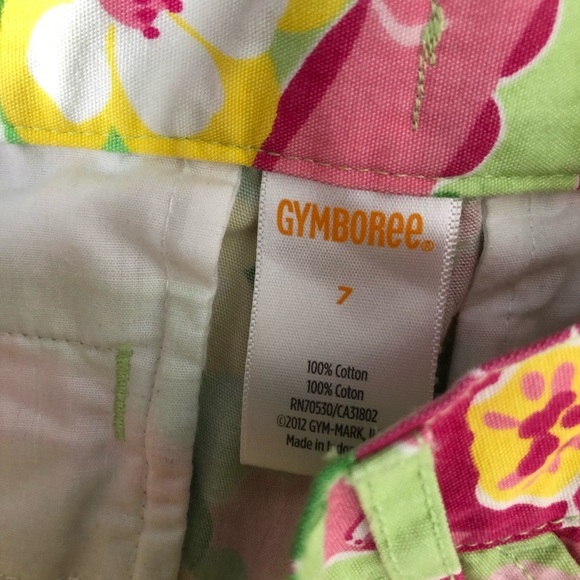 GYMBOREE®
7
100% Cotton
100% Coton
RN70530/CA31802
©2012 GYM-MARK,
Made in